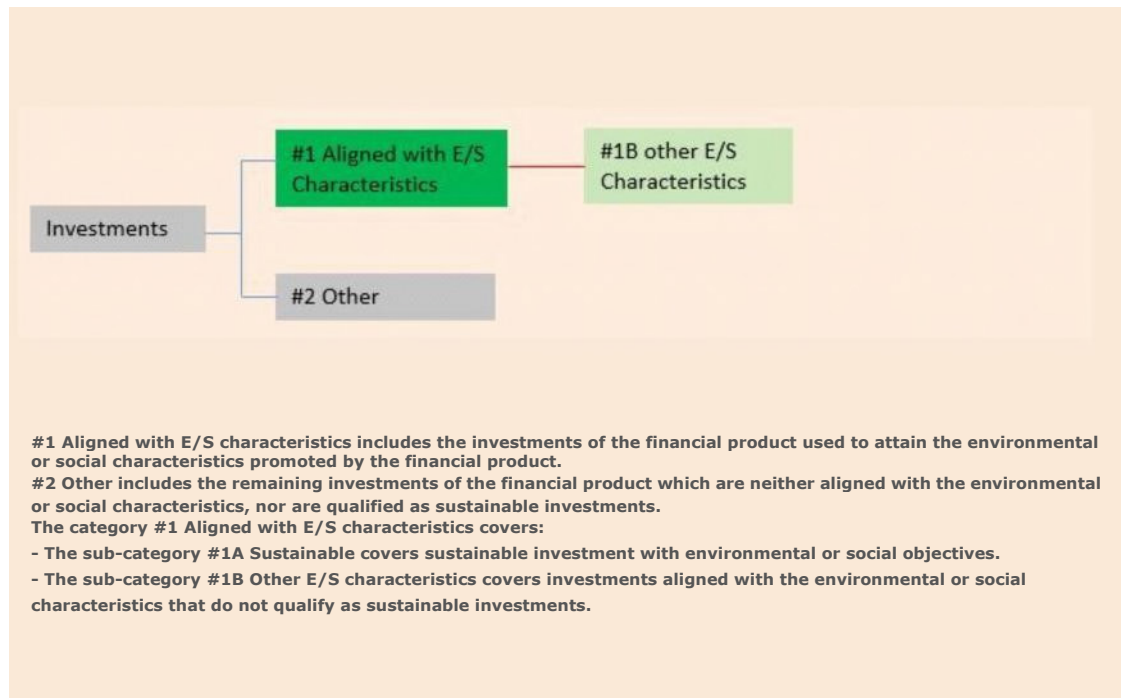 #1 Aligned with E/S
Characteristics
#1B other E/S
Characteristics
Investments
#2 Other
#1 Aligned with E/S characteristics includes the investments of the financial product used to attain the environmental
or social characteristics promoted by the financial product.
#2 Other includes the remaining investments of the financial product which are neither aligned with the environmental
or social characteristics, nor are qualified as sustainable investments.
The category #1 Aligned with E/S characteristics covers:
- The sub-category #1A Sustainable covers sustainable investment with environmental or social objectives.
- The sub-category #1B Other E/S characteristics covers investments aligned with the environmental or social
characteristics that do not qualify as sustainable investments.